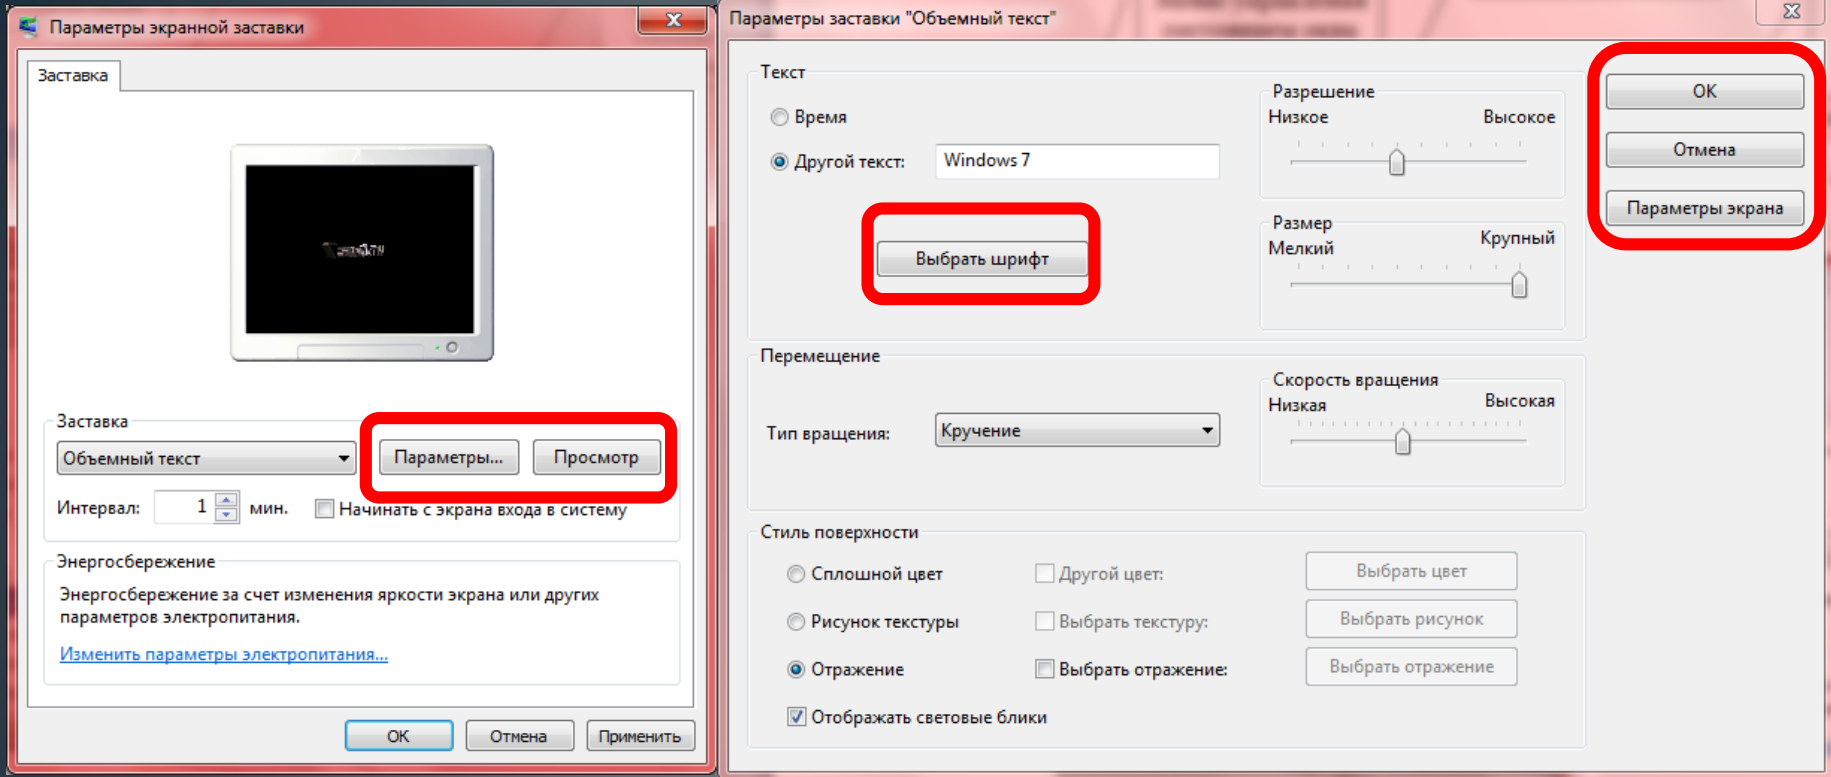 Параметры экранной заставки
Заставка
Заставка
Объемный текст
Параметры...
Просмотр
Интервал:
1
мин.
Начинать с экрана входа в систему
Энергосбережение
Энергосбережение за счет изменения яркости экрана или других
параметров электропитания.
Изменить параметры электропитания...
ОК
Отмена
Применить
Параметры заставки "Объемный текст"
Текст
Время
Другой текст:
Windows 7
Выбрать шрифт
Разрешение
Низкое
Высокое
Размер
Мелкий
Крупный
ОК
Отмена
Параметры экрана
Перемещение
Тип вращения:
Кручение
Скорость вращения
Низкая
Высокая
Стиль поверхности
Сплошной цвет
Другой цвет:
Выбрать цвет
Рисунок текстуры
Выбрать текстуру:
Выбрать рисунок
Отражение
Выбрать отражение:
Выбрать отражение
Отображать световые блики